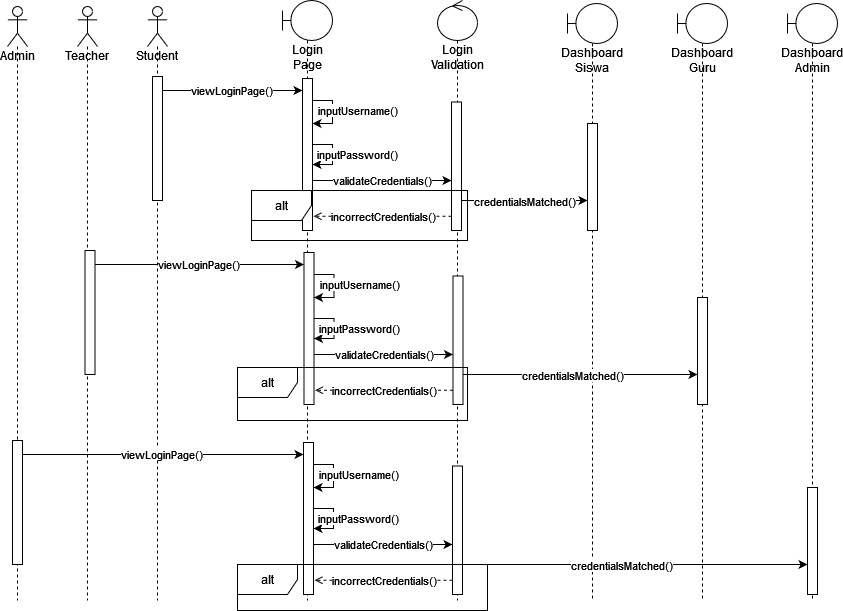 Admin
Teacher
Student
Login
Page
Login
Validation
Dashboard
Siswa
Dashboard
Guru
Dashboard
Admin
viewLoginPage()
inputUsername()
inputPassword()
validateCredentials()
alt
credentialsMatched()
incorrectCredentials()
viewLoginPage()
inputUsername()
inputPassword()
validateCredentials()
alt
credentialsMatched()
incorrectCredentials()
viewLoginPage()
inputUsername()
inputPassword()
validateCredentials()
credentialsMatched()
alt
incorrectCredentials()